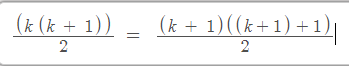 (k (k + 1))/2 = (k + 1)((k+1) + 1)/2